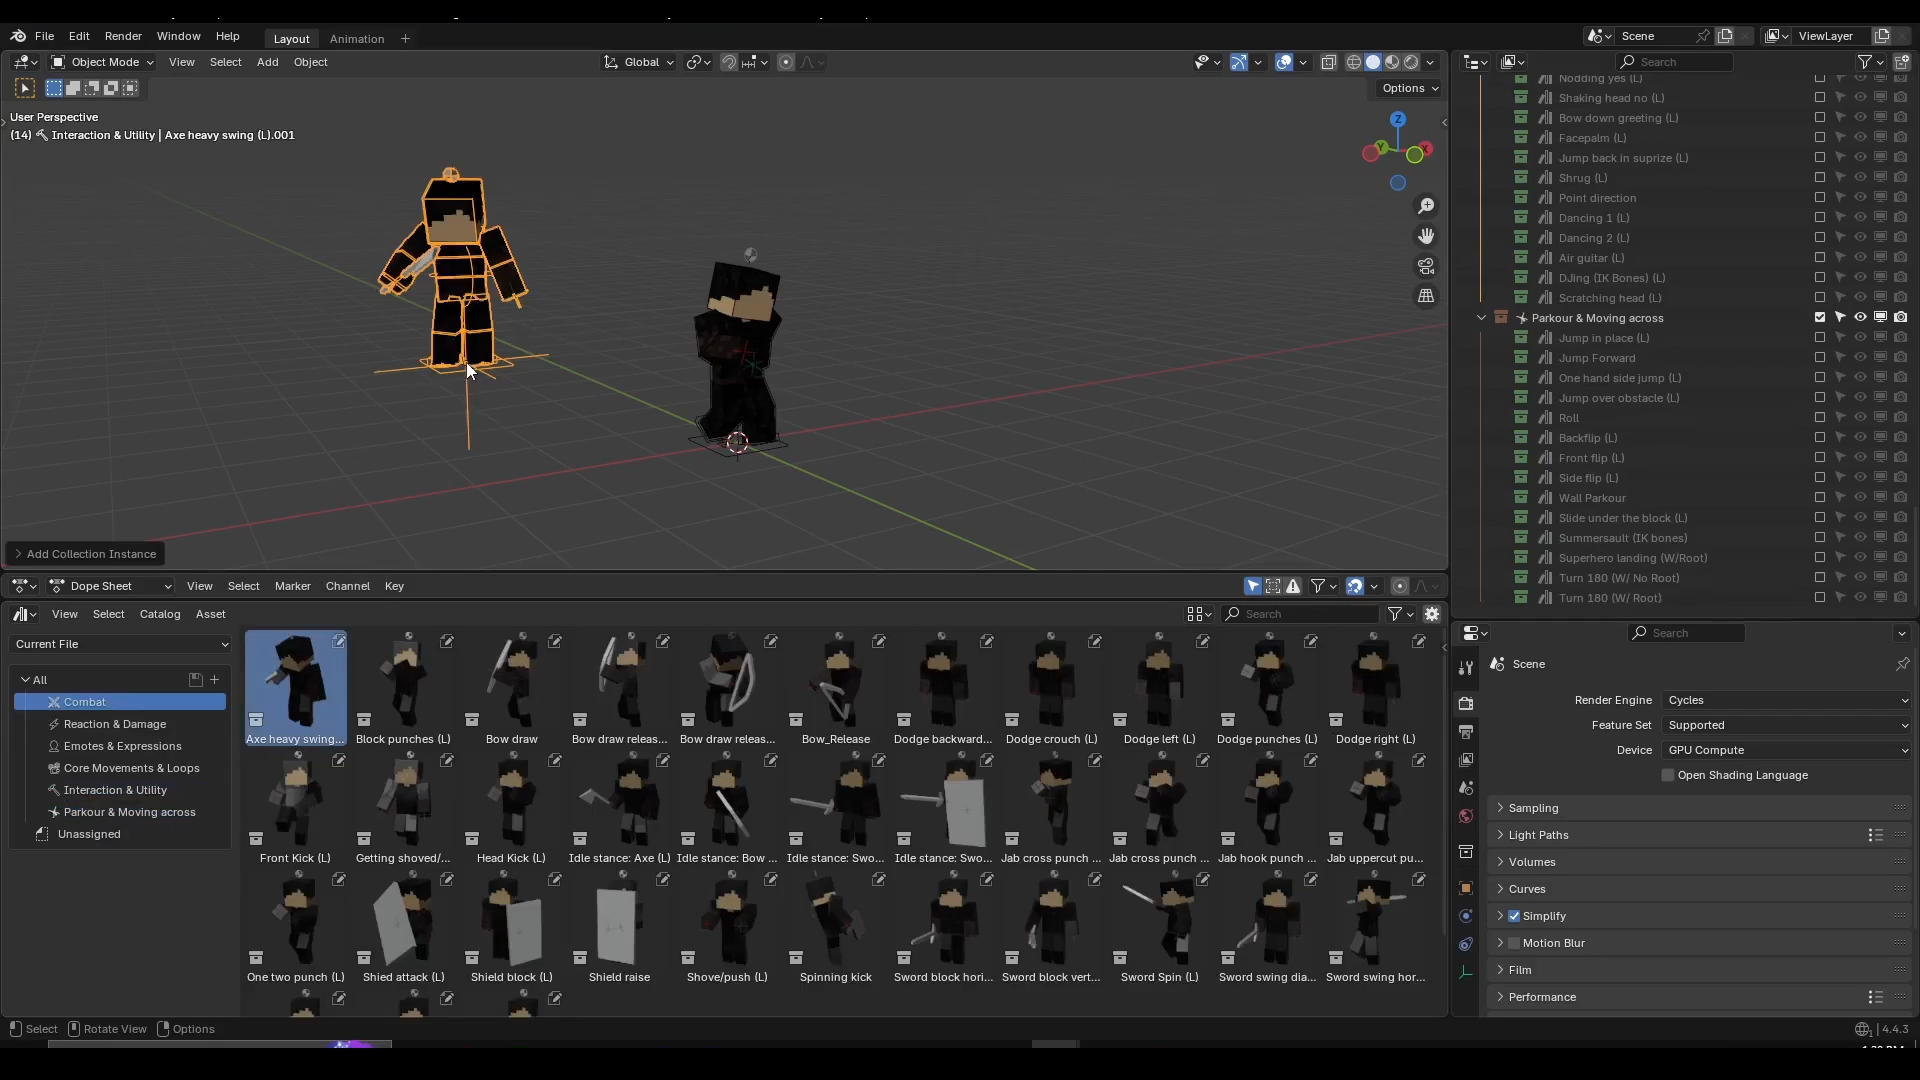 File Edit Render Window Help Layout Animation + Scene ViewLayer
Object Mode View Select Add Object Global Search
Options
User Perspective
(14) Interaction & Utility | Axe heavy swing (L).001
Z
Y
X
Add Collection Instance
Nodding yes (L)
Shaking head no (L)
Bow down greeting (L)
Facepalm (L)
Jump back in suprize (L)
Shrug (L)
Point direction
Dancing 1 (L)
Dancing 2 (L)
Air guitar (L)
DJing (IK Bones) (L)
Scratching head (L)
Parkour & Moving across
Jump in place (L)
Jump Forward
One hand side jump (L)
Jump over obstacle (L)
Roll
Backflip (L)
Front flip (L)
Side flip (L)
Wall Parkour
Slide under the block (L)
Summersault (IK bones)
Superhero landing (W/Root)
Turn 180 (W/ No Root)
Turn 180 (W/ Root)
Dope Sheet View Select Marker Channel Key
View Select Catalog Asset Search
Current File
All
Combat
Reaction & Damage
Emotes & Expressions
Core Movements & Loops
Interaction & Utility
Parkour & Moving across
Unassigned
Axe heavy swing... Block punches (L) Bow draw Bow draw releas... Bow draw releas... Bow_Release Dodge backward... Dodge crouch (L) Dodge left (L) Dodge punches (L) Dodge right (L)
Front Kick (L) Getting shoved/... Head Kick (L) Idle stance: Axe (L) Idle stance: Bow ... Idle stance: Swo... Idle stance: Swo... Jab cross punch ... Jab cross punch ... Jab hook punch ... Jab uppercut pu...
One two punch (L) Shied attack (L) Shield block (L) Shield raise Shove/push (L) Spinning kick Sword block hori... Sword block vert... Sword Spin (L) Sword swing dia... Sword swing hor...
Search
Scene
Render Engine Cycles
Feature Set Supported
Device GPU Compute
Open Shading Language
Sampling
Light Paths
Volumes
Curves
Simplify
Motion Blur
Film
Performance
Select Rotate View Options 4.4.3